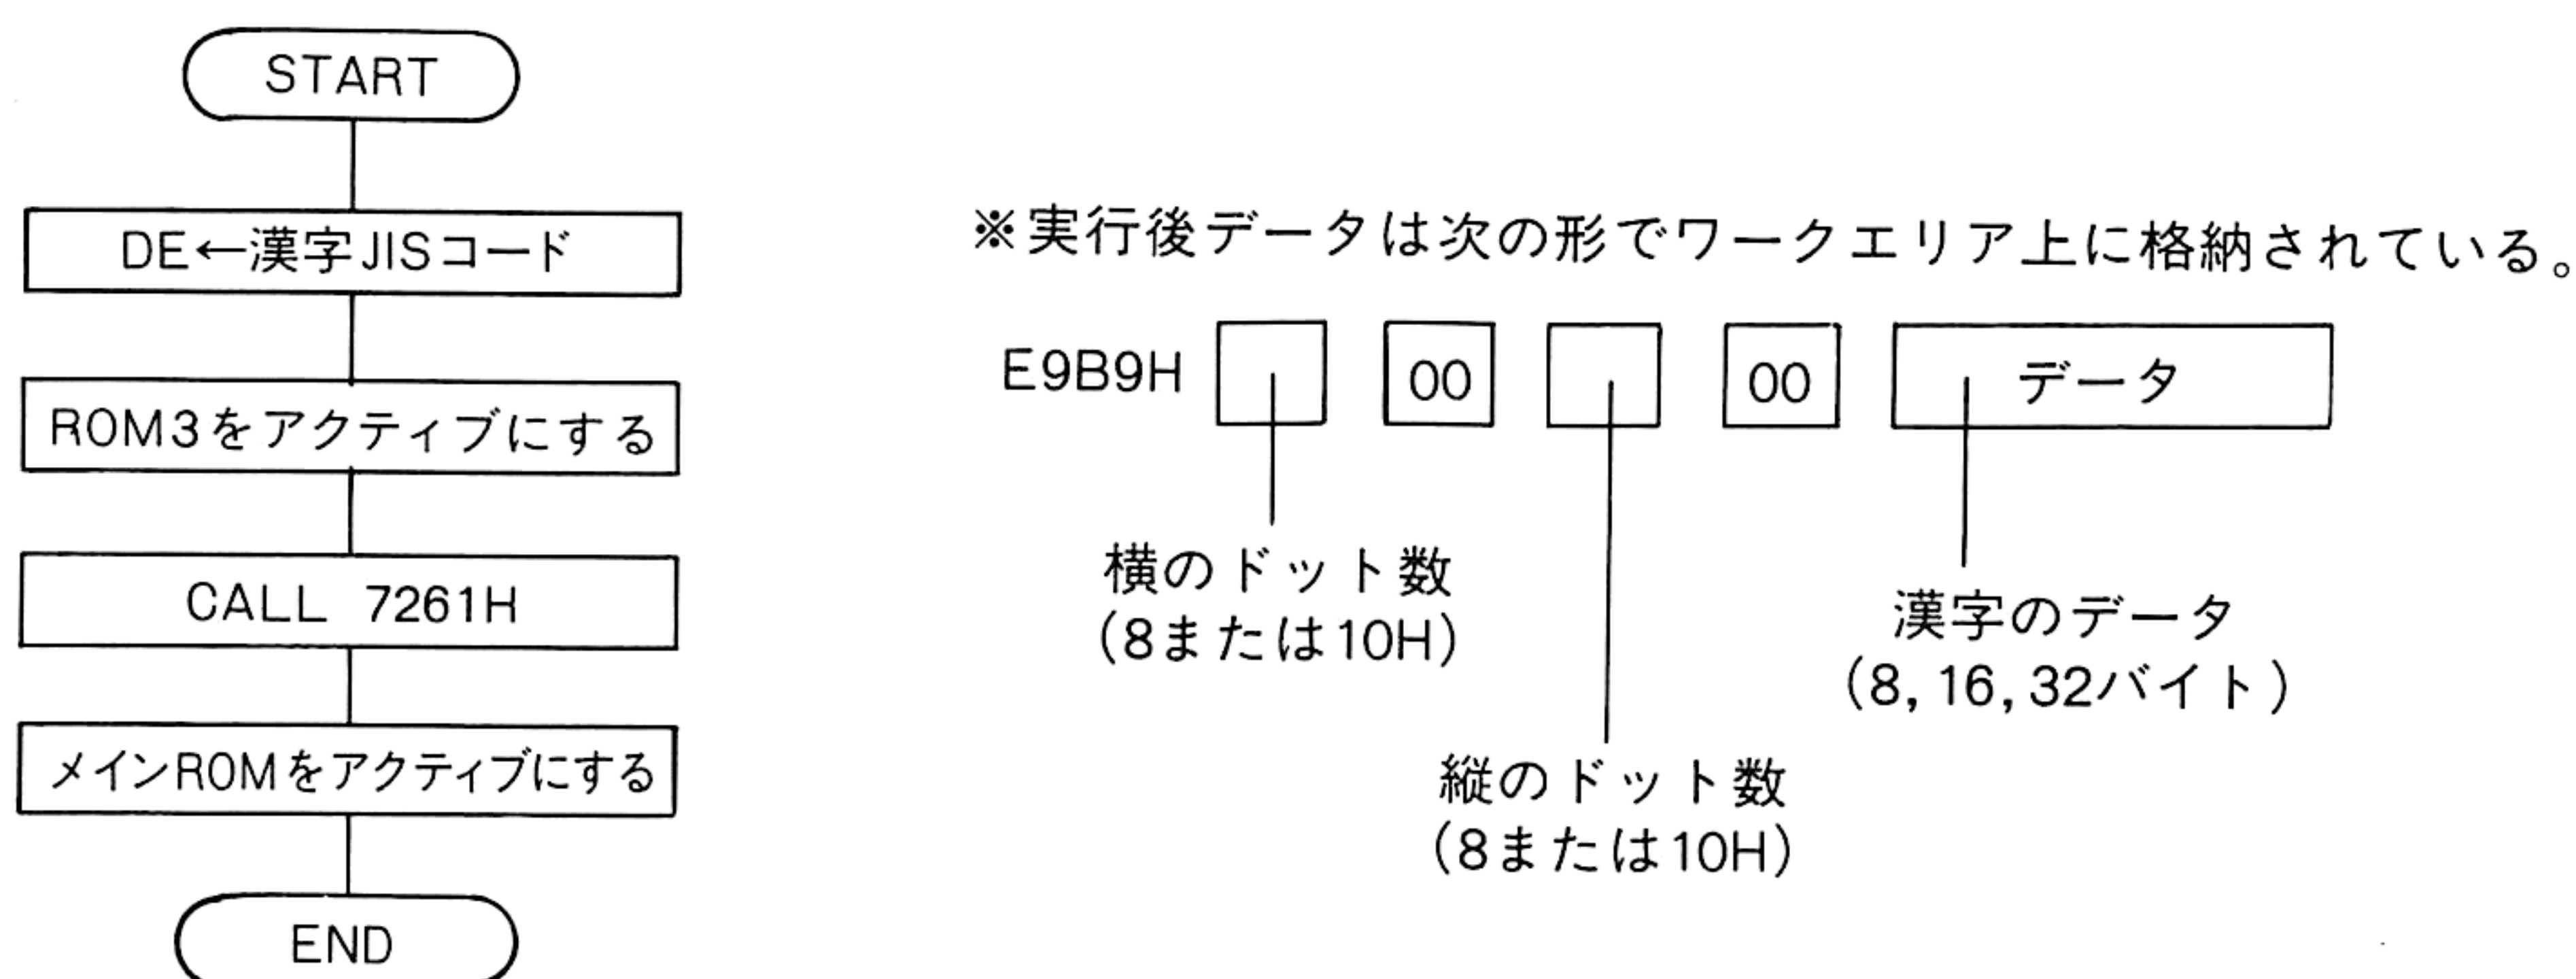 START
DE←漢字JISコード
ROM3をアクティブにする
CALL 7261H
メインROMをアクティブにする
END
※実行後データは次の形でワークエリア上に格納されている。
E9B9H 00 00 データ
横のドット数
(8または10H)
縦のドット数
(8または10H)
漢字のデータ
(8,16,32バイト)